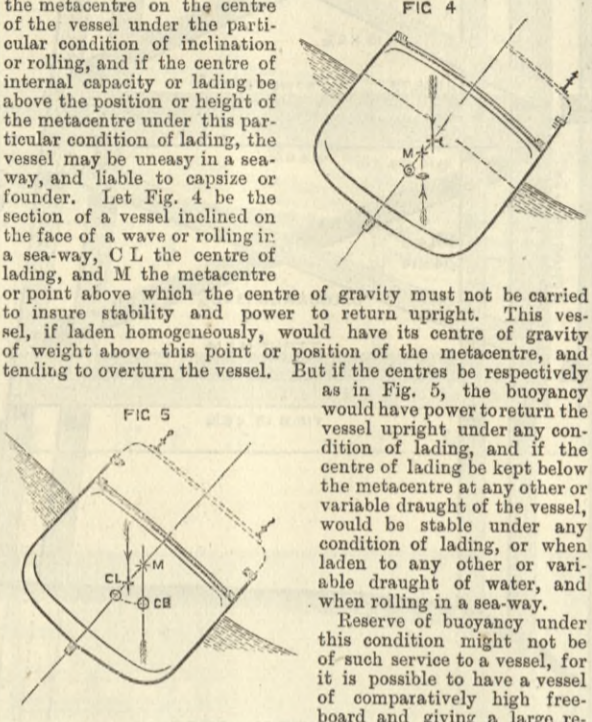 the metacentre on the centre
of the vessel under the parti-
cular condition of inclination
or rolling, and if the centre of
internal capacity or lading be
above the position or height of
the metacentre under this par-
ticular condition of lading, the
vessel may be uneasy in a sea-
way, and liable to capsize or
founder. Let Fig. 4 be the
section of a vessel inclined on
the face of a wave or rolling in
a sea-way, C L the centre of
lading, and M the metacentre
FIG 4
M
or point above which the centre of gravity must not be carried
to insure stability and power to return upright. This ves-
sel, if laden homogeneously, would have its centre of gravity
of weight above this point or position of the metacentre, and
tending to overturn the vessel. But if the centres be respectively
as in Fig. 5, the buoyancy
would have power to return the
vessel upright under any con-
dition of lading, and if the
centre of lading be kept below
the metacentre at any other or
variable draught of the vessel,
would be stable under any
condition of lading, or when
laden to any other or vari-
able draught of water, and
when rolling in a sea-way.
Reserve of buoyancy under
this condition might not be
of such service to a vessel, for
it is possible to have a vessel
of comparatively high free-
board and giving a large re-
FIG 5
M
CL
CB